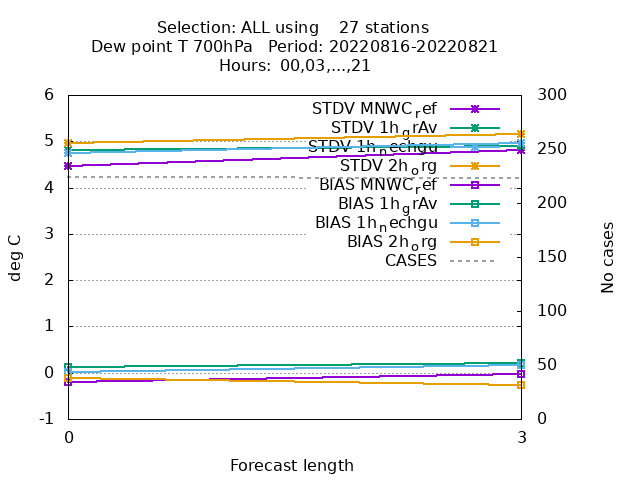 Selection: ALL using 27 stations
Dew point T 700hPa Period: 20220816-20220821
Hours: 00,03,...,21
6
5
4
3
2
1
0
-1
deg C
300
250
200
150
100
50
0
No cases
STDV MNWC_ref
STDV 1h_grAv
STDV 1h_nechgu
STDV 2h_org
BIAS MNWC_ref
BIAS 1h_grAv
BIAS 1h_nechgu
BIAS 2h_org
CASES
0
3
Forecast length